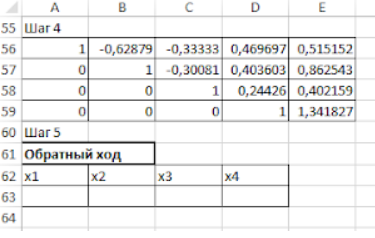 A B C D E
55 Шаг 4
56 1 -0,62879 -0,33333 0,469697 0,515152
57 0 1 -0,30081 0,403603 0,862543
58 0 0 1 0,24426 0,402159
59 0 0 0 1 1,341827
60 Шаг 5
61 Обратный ход
62 x1 x2 x3 x4
63
64